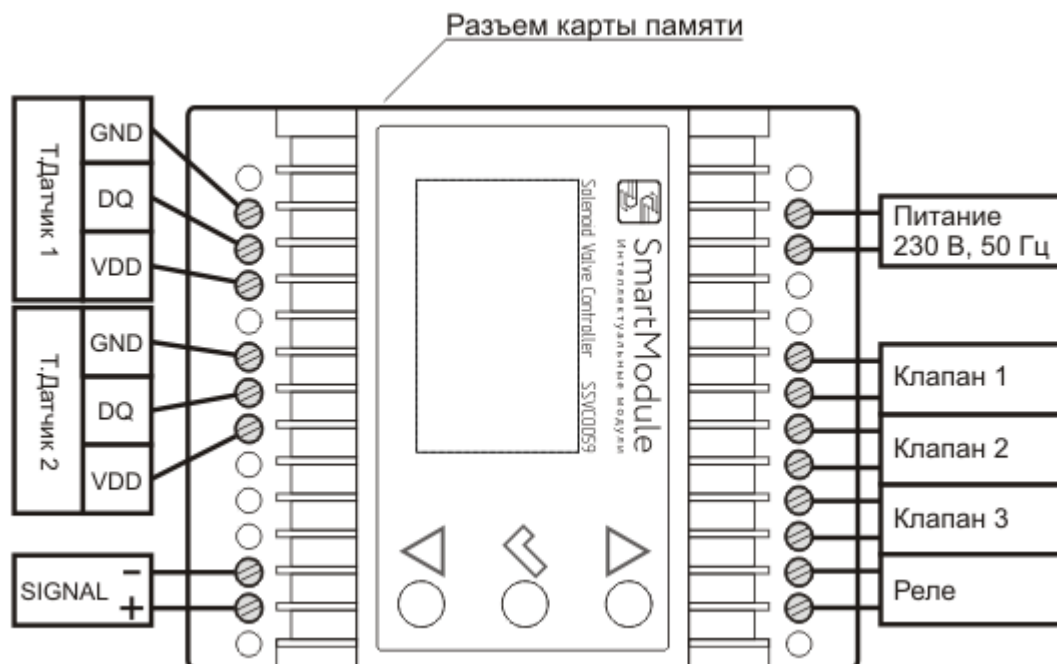 Разъем карты памяти
Т.Датчик 1
GND
DQ
VDD
Т.Датчик 2
GND
DQ
VDD
SIGNAL - +
Solenoid Valve Controller SSVC0059
SmartModule
Интеллектуальные модули
Питание
230 В, 50 Гц
Клапан 1
Клапан 2
Клапан 3
Реле